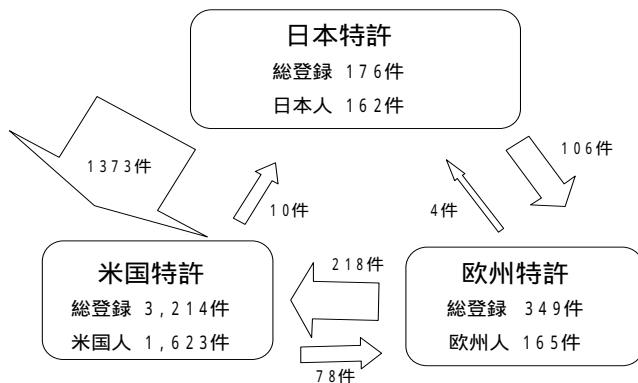 日本特許
総登録 176件
日本人 162件
1373件
106件
10件
4件
米国特許
総登録 3,214件
米国人 1,623件
218件
欧州特許
総登録 349件
欧州人 165件
78件